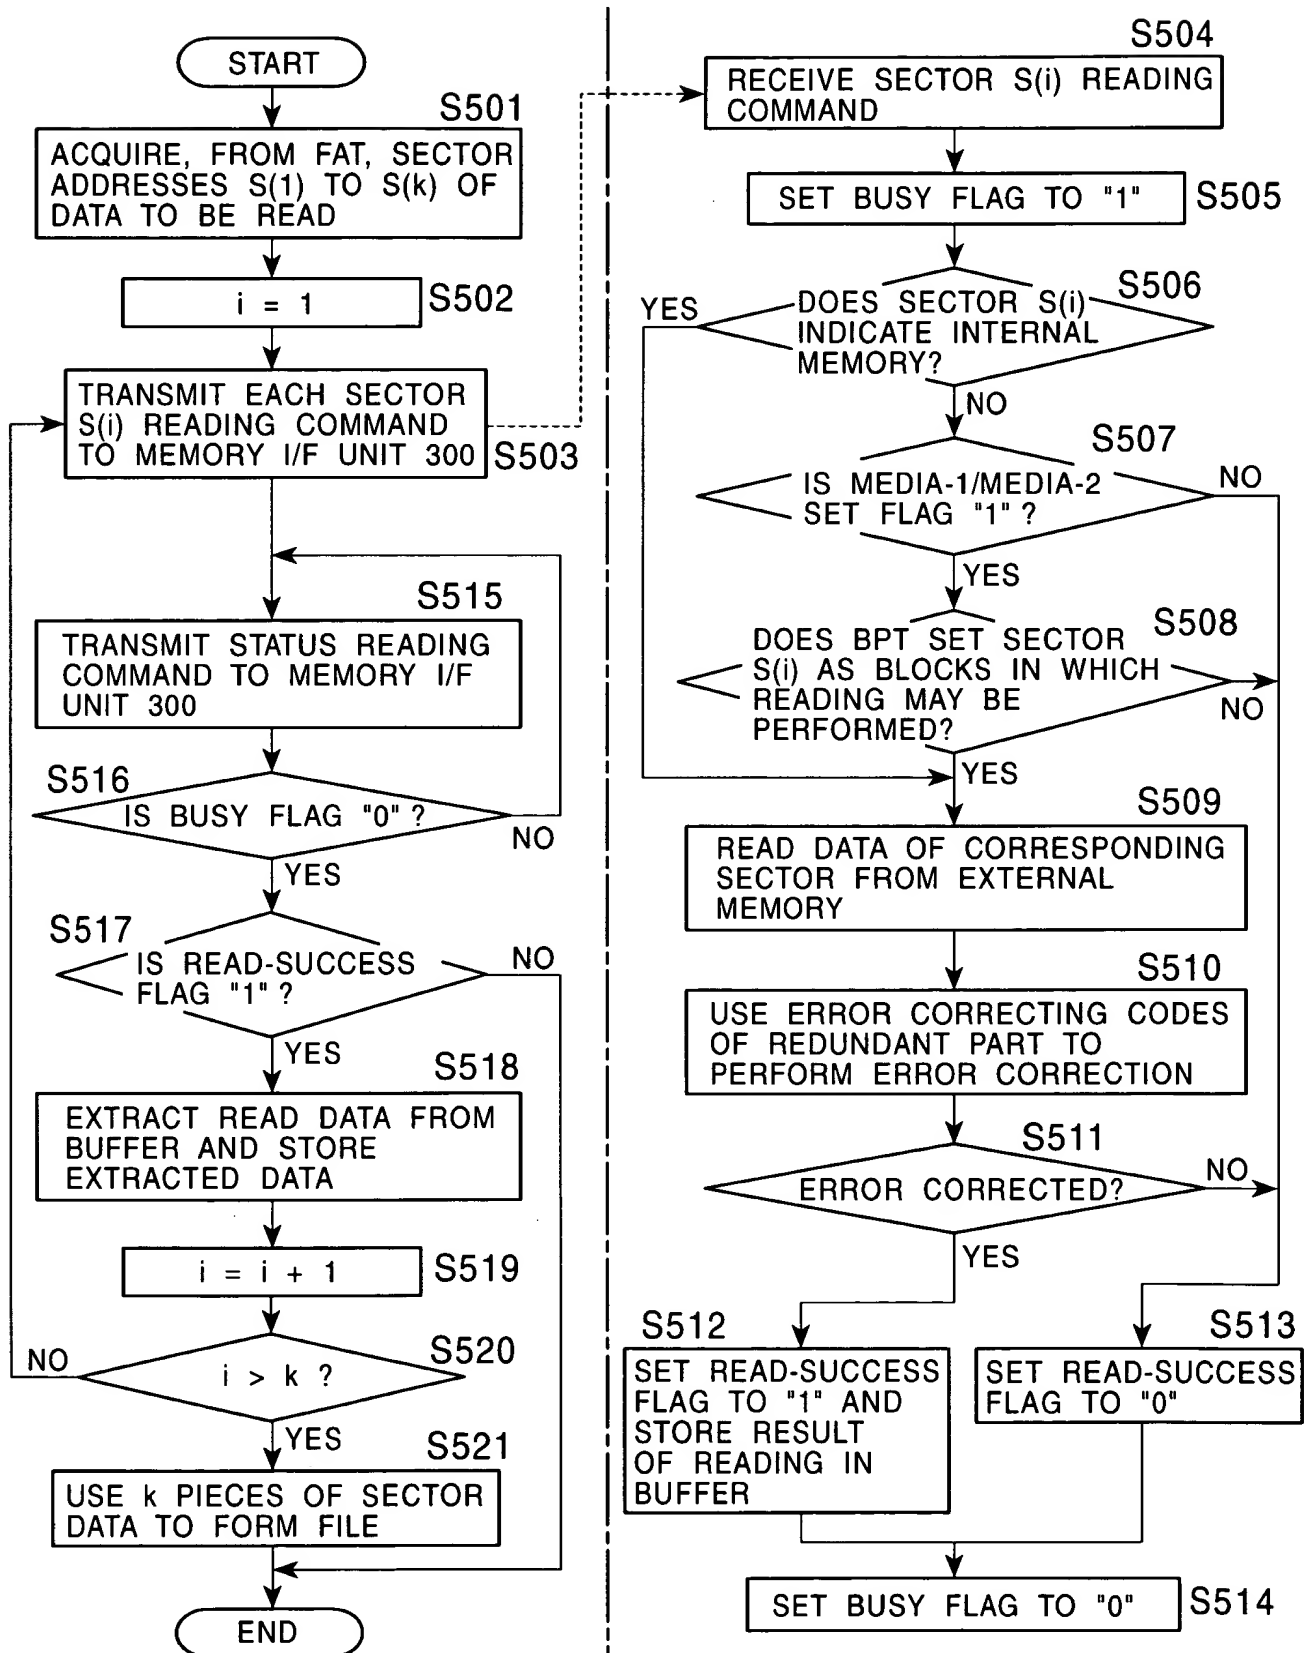 START
S501
ACQUIRE, FROM FAT, SECTOR
ADDRESSES S(1) TO S(k) OF
DATA TO BE READ
i = 1
S502
TRANSMIT EACH SECTOR
S(i) READING COMMAND
TO MEMORY I/F UNIT 300
S503
S515
TRANSMIT STATUS READING
COMMAND TO MEMORY I/F
UNIT 300
S516
IS BUSY FLAG "0" ?
NO
YES
S517
IS READ-SUCCESS
FLAG "1" ?
NO
YES
S518
EXTRACT READ DATA FROM
BUFFER AND STORE
EXTRACTED DATA
i = i + 1
S519
S520
NO
i > k ?
YES
S521
USE k PIECES OF SECTOR
DATA TO FORM FILE
END
S504
RECEIVE SECTOR S(i) READING
COMMAND
SET BUSY FLAG TO "1"
S505
S506
YES
DOES SECTOR S(i)
INDICATE INTERNAL
MEMORY?
NO
S507
IS MEDIA-1/MEDIA-2
SET FLAG "1" ?
NO
YES
S508
DOES BPT SET SECTOR
S(i) AS BLOCKS IN WHICH
READING MAY BE
PERFORMED?
NO
YES
S509
READ DATA OF CORRESPONDING
SECTOR FROM EXTERNAL
MEMORY
S510
USE ERROR CORRECTING CODES
OF REDUNDANT PART TO
PERFORM ERROR CORRECTION
S511
ERROR CORRECTED?
NO
YES
S512
SET READ-SUCCESS
FLAG TO "1" AND
STORE RESULT
OF READING IN
BUFFER
S513
SET READ-SUCCESS
FLAG TO "0"
SET BUSY FLAG TO "0"
S514